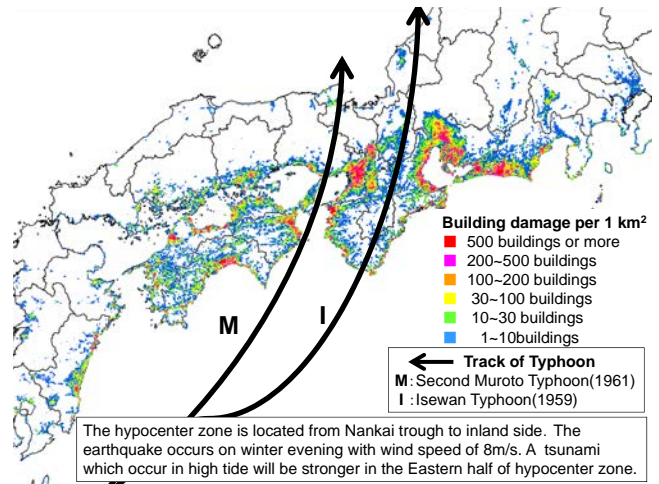 M
I
Building damage per 1 km²
500 buildings or more
200~500 buildings
100~200 buildings
30~100 buildings
10~30 buildings
1~10buildings
Track of Typhoon
M:Second Muroto Typhoon(1961)
I :Isewan Typhoon(1959)
The hypocenter zone is located from Nankai trough to inland side. The
earthquake occurs on winter evening with wind speed of 8m/s. A tsunami
which occur in high tide will be stronger in the Eastern half of hypocenter zone.